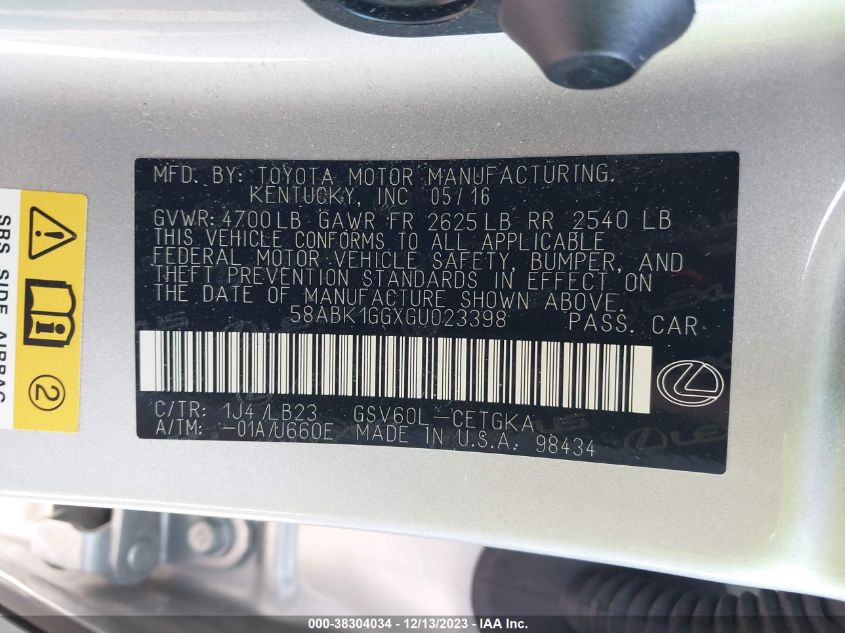 MFD. BY: TOYOTA MOTOR MANUFACTURING.
KENTUCKY, INC 05/16
GVWR: 4700 LB GAWR FR 2625 LB RR 2540 LB
THIS VEHICLE CONFORMS TO ALL APPLICABLE
FEDERAL MOTOR VEHICLE SAFETY, BUMPER, AND
THEFT PREVENTION STANDARDS IN EFFECT ON
THE DATE OF MANUFACTURE SHOWN ABOVE.
58ABK1GGXGU023398 PASS. CAR
C/TR: 1J4 /LB23 GSV60L-CETGKA
A/TM: -01A/U660E MADE IN U.S.A. 98434
SRS SIDE AIRBAG
2
000-38304034 - 12/13/2023 - © IAA Inc.